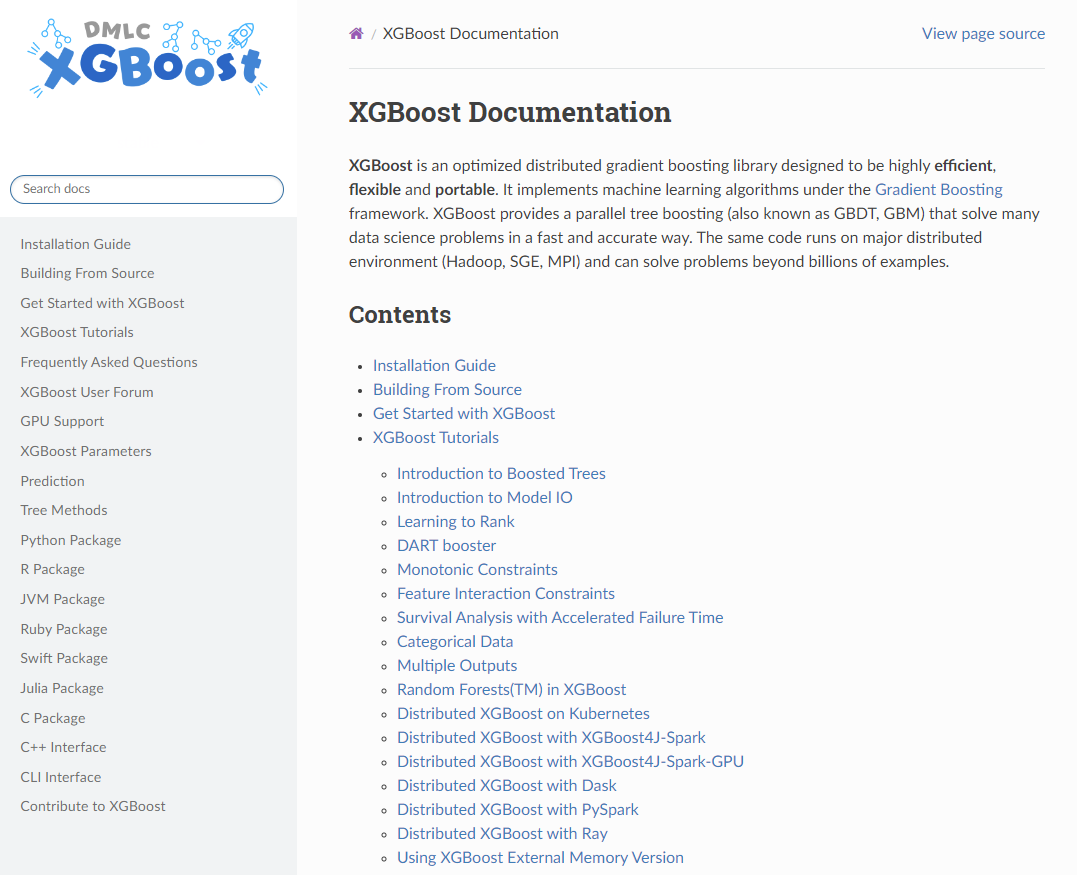 DMLC
XGBoost
Search docs
Installation Guide
Building From Source
Get Started with XGBoost
XGBoost Tutorials
Frequently Asked Questions
XGBoost User Forum
GPU Support
XGBoost Parameters
Prediction
Tree Methods
Python Package
R Package
JVM Package
Ruby Package
Swift Package
Julia Package
C Package
C++ Interface
CLI Interface
Contribute to XGBoost
/ XGBoost Documentation
View page source
XGBoost Documentation
XGBoost is an optimized distributed gradient boosting library designed to be highly efficient,
flexible and portable. It implements machine learning algorithms under the Gradient Boosting
framework. XGBoost provides a parallel tree boosting (also known as GBDT, GBM) that solve many
data science problems in a fast and accurate way. The same code runs on major distributed
environment (Hadoop, SGE, MPI) and can solve problems beyond billions of examples.
Contents
• Installation Guide
• Building From Source
• Get Started with XGBoost
• XGBoost Tutorials
◦ Introduction to Boosted Trees
◦ Introduction to Model IO
◦ Learning to Rank
◦ DART booster
◦ Monotonic Constraints
◦ Feature Interaction Constraints
◦ Survival Analysis with Accelerated Failure Time
◦ Categorical Data
◦ Multiple Outputs
◦ Random Forests(TM) in XGBoost
◦ Distributed XGBoost on Kubernetes
◦ Distributed XGBoost with XGBoost4J-Spark
◦ Distributed XGBoost with XGBoost4J-Spark-GPU
◦ Distributed XGBoost with Dask
◦ Distributed XGBoost with PySpark
◦ Distributed XGBoost with Ray
◦ Using XGBoost External Memory Version